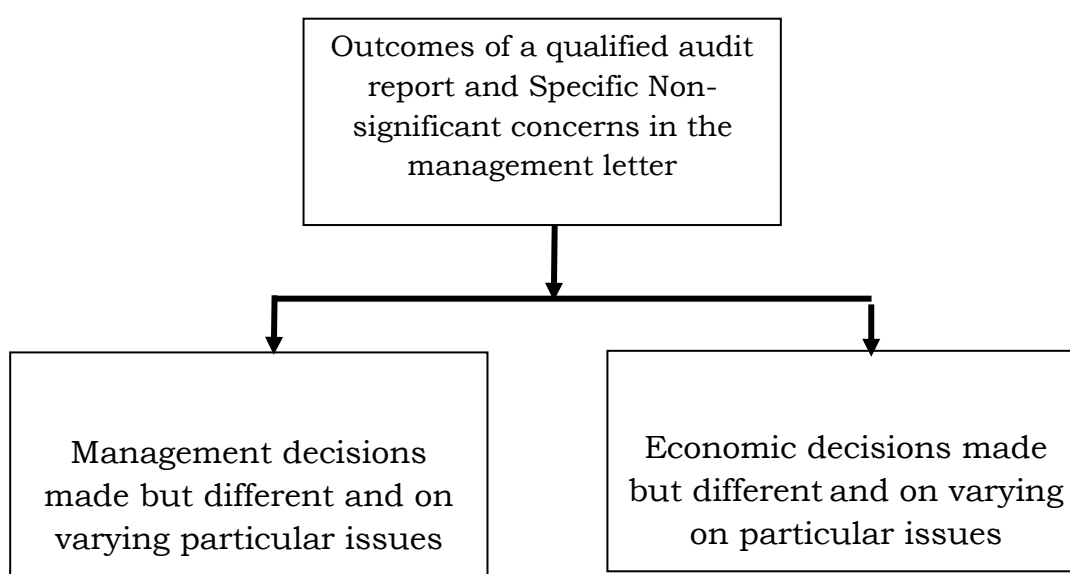 Outcomes of a qualified audit
report and Specific Non-
significant concerns in the
management letter
Management decisions
made but different and on
varying particular issues
Economic decisions made
but different and on varying
on particular issues